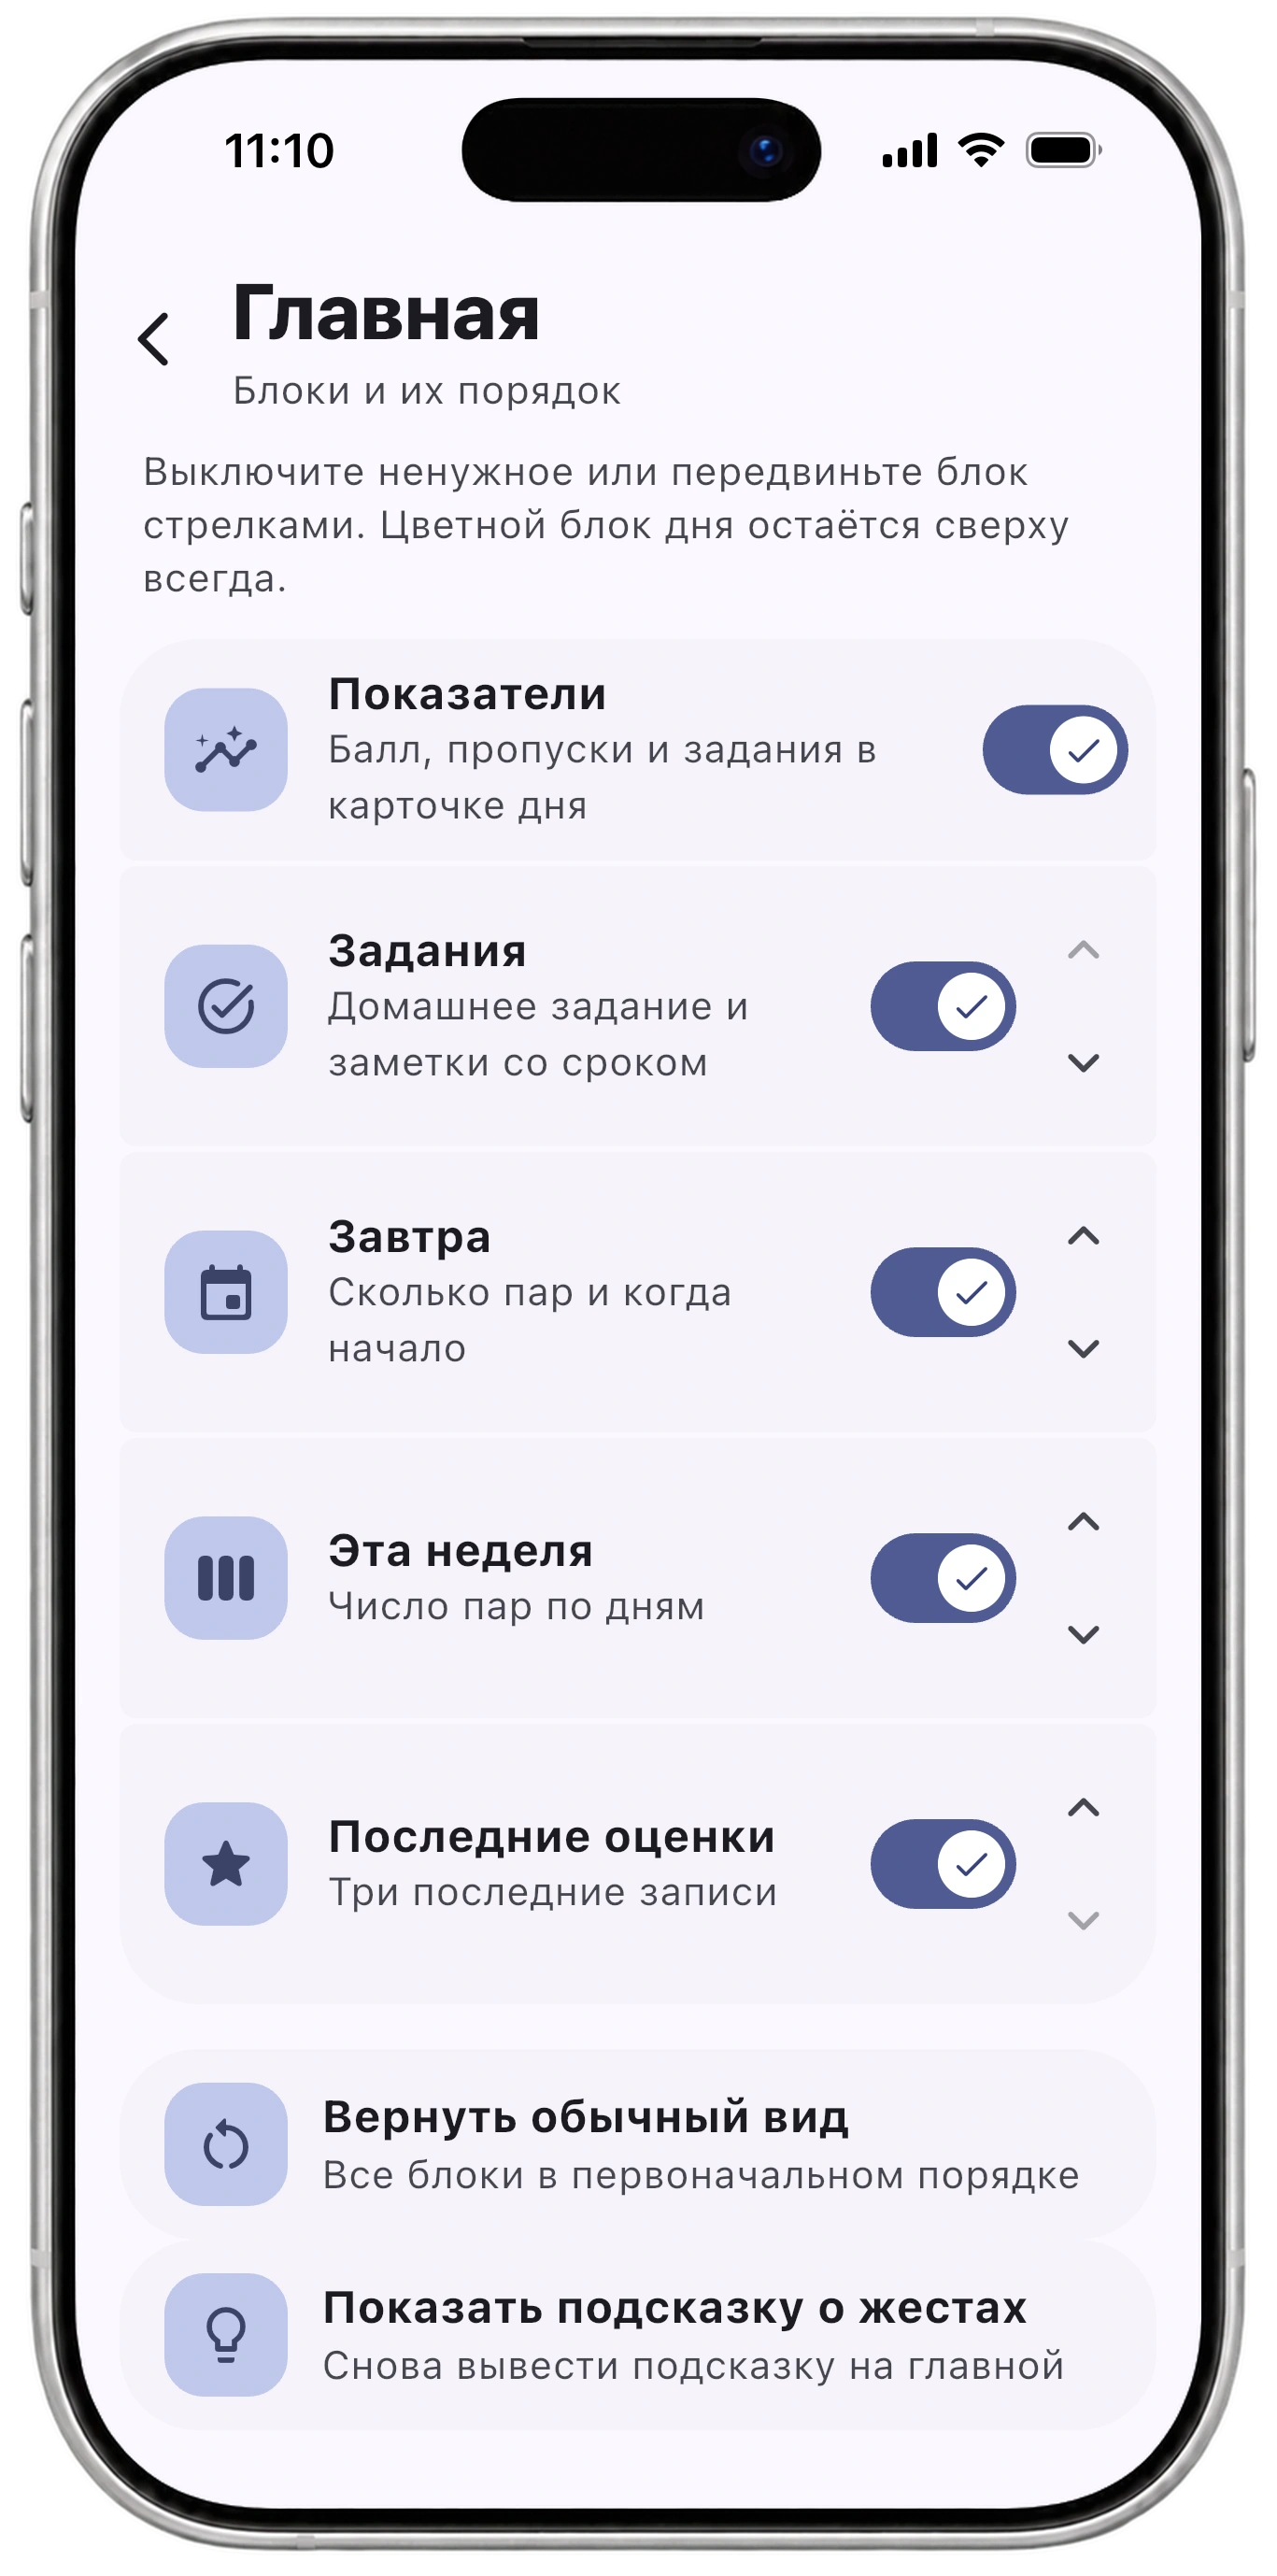 11:10
Главная
Блоки и их порядок
Выключите ненужное или передвиньте блок
стрелками. Цветной блок дня остаётся сверху
всегда.
Показатели
Балл, пропуски и задания в
карточке дня
Задания
Домашнее задание и
заметки со сроком
Завтра
Сколько пар и когда
начало
Эта неделя
Число пар по дням
Последние оценки
Три последние записи
Вернуть обычный вид
Все блоки в первоначальном порядке
Показать подсказку о жестах
Снова вывести подсказку на главной